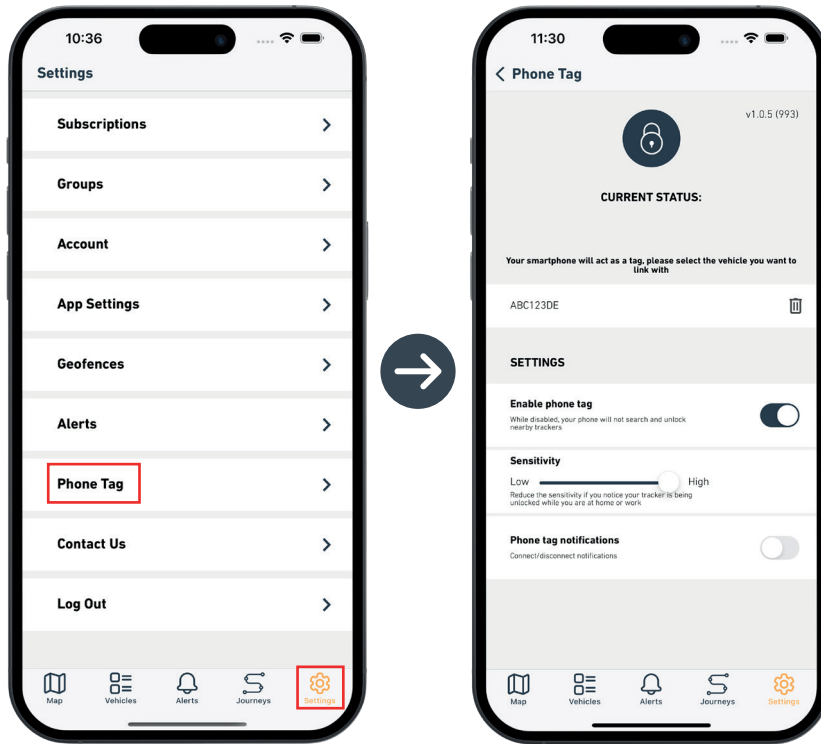 10:36
Settings
Subscriptions
Groups
Account
App Settings
Geofences
Alerts
Phone Tag
Contact Us
Log Out
Map
Vehicles
Alerts
Journeys
Settings
11:30
Phone Tag
v1.0.5 (993)
CURRENT STATUS:
Your smartphone will act as a tag, please select the vehicle you want to
link with
ABC123DE
SETTINGS
Enable phone tag
While disabled, your phone will not search and unlock
nearby trackers
Sensitivity
Low High
Reduce the sensitivity if you notice your tracker is being
unlocked while you are at home or work
Phone tag notifications
Connect/disconnect notifications
Map
Vehicles
Alerts
Journeys
Settings